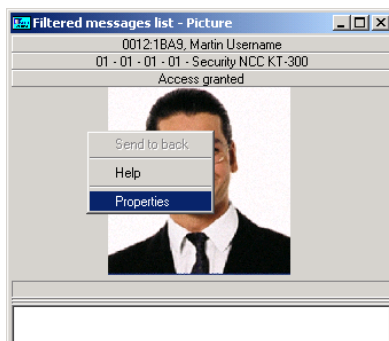 Filtered messages list - Picture
0012:1BA9, Martin Username
01 - 01 - 01 - 01 - Security NCC KT-300
Access granted
Send to back
Help
Properties